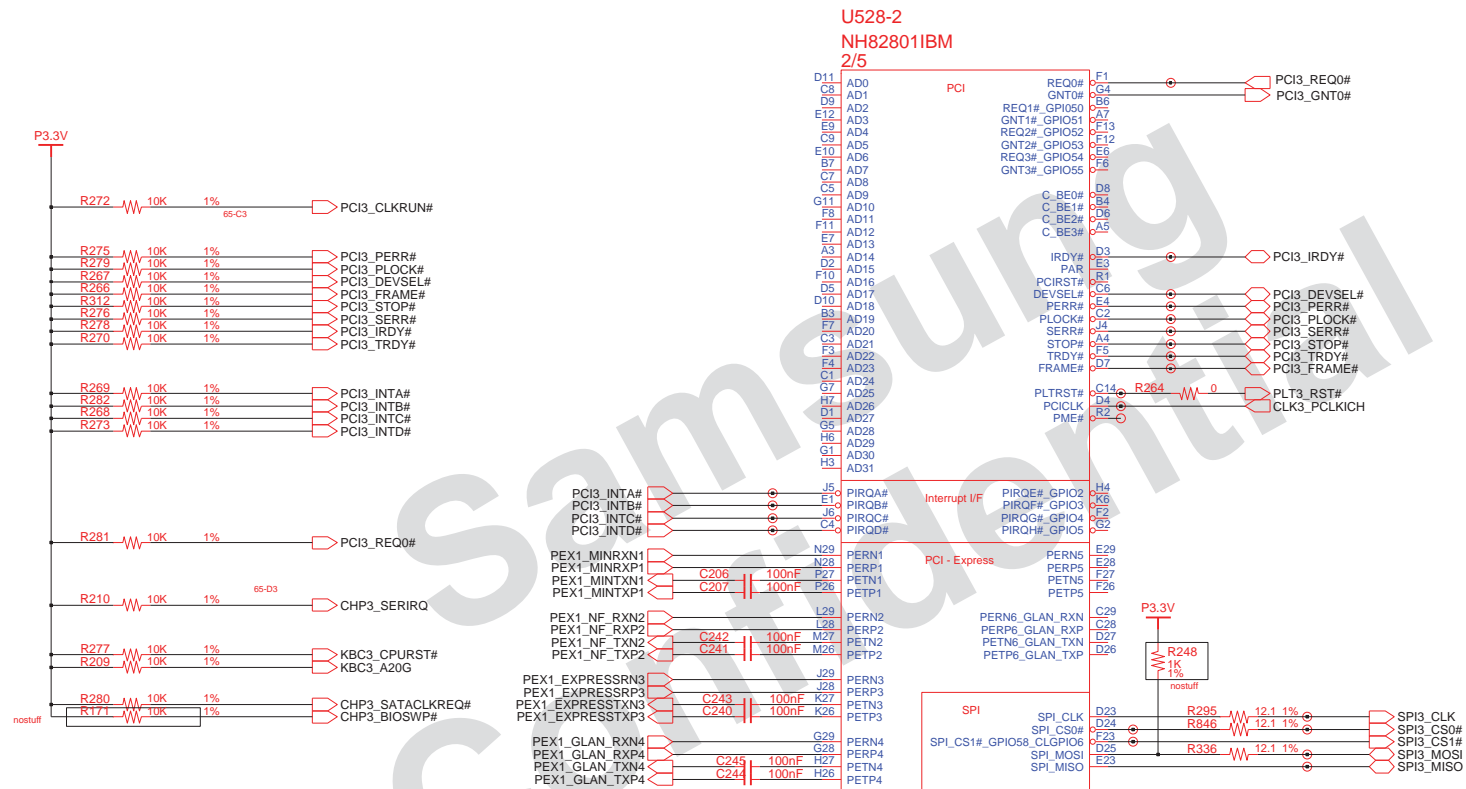 U528-2
NH82801IBM
2/5
P3.3V
R272 10K 1% 65-C3 PCI3_CLKRUN#
R275 10K 1% PCI3_PERR#
R279 10K 1% PCI3_PLOCK#
R267 10K 1% PCI3_DEVSEL#
R266 10K 1% PCI3_FRAME#
R312 10K 1% PCI3_STOP#
R276 10K 1% PCI3_SERR#
R278 10K 1% PCI3_IRDY#
R270 10K 1% PCI3_TRDY#
R269 10K 1% PCI3_INTA#
R282 10K 1% PCI3_INTB#
R268 10K 1% PCI3_INTC#
R273 10K 1% PCI3_INTD#
R281 10K 1% PCI3_REQ0#
65-D3
R210 10K 1% CHP3_SERIRQ
R277 10K 1% KBC3_CPURST#
R209 10K 1% KBC3_A20G
R280 10K 1% CHP3_SATACLKREQ#
nostuff R171 10K 1% CHP3_BIOSWP#
PCI
D11 AD0
C8 AD1
D9 AD2
E12 AD3
E9 AD4
C9 AD5
E10 AD6
B7 AD7
C7 AD8
C5 AD9
G11 AD10
F8 AD11
F11 AD12
E7 AD13
A3 AD14
D2 AD15
F10 AD16
D5 AD17
D10 AD18
B3 AD19
F7 AD20
C3 AD21
F3 AD22
F4 AD23
C1 AD24
G7 AD25
H7 AD26
D1 AD27
G5 AD28
H6 AD29
G1 AD30
H3 AD31
REQ0# F1 PCI3_REQ0#
GNT0# G4 PCI3_GNT0#
REQ1#_GPI050 B6
GNT1#_GPIO51 A7
REQ2#_GPIO52 F13
GNT2#_GPIO53 F12
REQ3#_GPIO54 E6
GNT3#_GPIO55 F6
C_BE0# D8
C_BE1# B4
C_BE2# D6
C_BE3# A5
IRDY# D3 PCI3_IRDY#
PAR E3
PCIRST# R1
DEVSEL# C6 PCI3_DEVSEL#
PERR# E4 PCI3_PERR#
PLOCK# C2 PCI3_PLOCK#
SERR# J4 PCI3_SERR#
STOP# A4 PCI3_STOP#
TRDY# F5 PCI3_TRDY#
FRAME# D7 PCI3_FRAME#
PLTRST# C14 R264 0 PLT3_RST#
PCICLK D4 CLK3_PCLKICH
PME# R2
Interrupt I/F
PCI3_INTA# J5 PIRQA#
PCI3_INTB# E1 PIRQB#
PCI3_INTC# J6 PIRQC#
PCI3_INTD# C4 PIRQD#
PIRQE#_GPIO2 H4
PIRQF#_GPIO3 K6
PIRQG#_GPIO4 F2
PIRQH#_GPIO5 G2
PCI - Express
PEX1_MINRXN1 N29 PERN1
PEX1_MINRXP1 N28 PERP1
PEX1_MINTXN1 C206 100nF P27 PETN1
PEX1_MINTXP1 C207 100nF P26 PETP1
PEX1_NF_RXN2 L29 PERN2
PEX1_NF_RXP2 L28 PERP2
PEX1_NF_TXN2 C242 100nF M27 PETN2
PEX1_NF_TXP2 C241 100nF M26 PETP2
PEX1_EXPRESSRN3 J29 PERN3
PEX1_EXPRESSRP3 J28 PERP3
PEX1_EXPRESSTXN3 C243 100nF K27 PETN3
PEX1_EXPRESSTXP3 C240 100nF K26 PETP3
PEX1_GLAN_RXN4 G29 PERN4
PEX1_GLAN_RXP4 G28 PERP4
PEX1_GLAN_TXN4 C245 100nF H27 PETN4
PEX1_GLAN_TXP4 C244 100nF H26 PETP4
PERN5 E29
PERP5 E28
PETN5 F27
PETP5 F26
PERN6_GLAN_RXN C29
PERP6_GLAN_RXP C28
PETN6_GLAN_TXN D27
PETP6_GLAN_TXP D26
P3.3V
R248
1K
1%
nostuff
SPI
SPI_CLK D23 R295 12.1 1% SPI3_CLK
SPI_CS0# D24 R846 12.1 1% SPI3_CS0#
SPI_CS1#_GPIO58_CLGPIO6 F23 SPI3_CS1#
SPI_MOSI D25 R336 12.1 1% SPI3_MOSI
SPI_MISO E23 SPI3_MISO
Samsung
Confidential